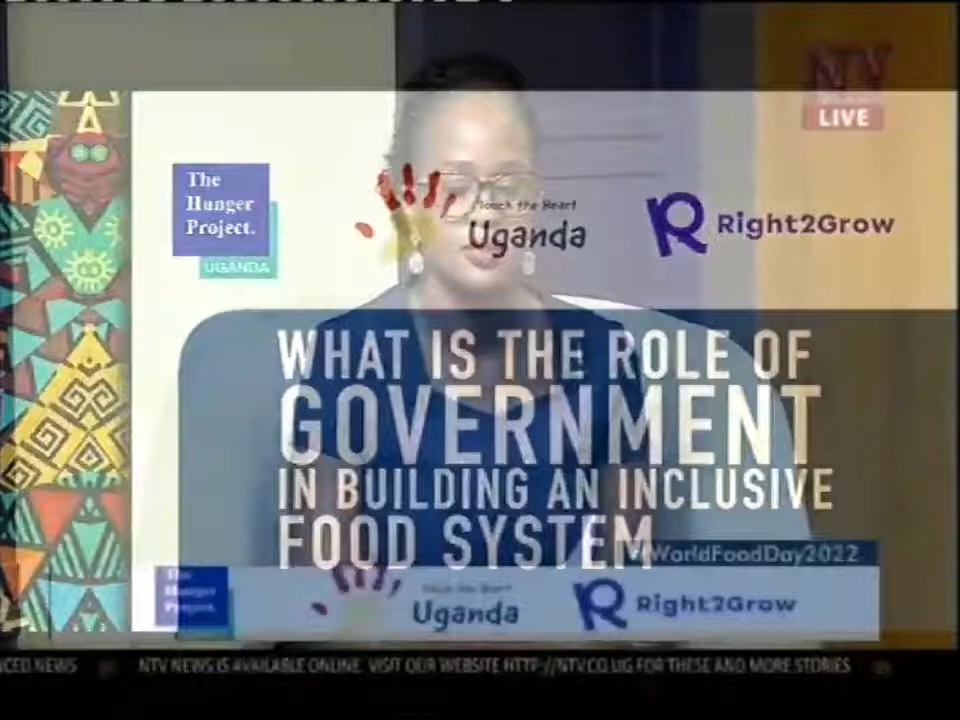 NTV
LIVE
The
Hunger
Project.
UGANDA
Touch the Heart
Uganda
Right2Grow
WHAT IS THE ROLE OF
GOVERNMENT
IN BUILDING AN INCLUSIVE
FOOD SYSTEM
#WorldFoodDay2022
The
Hunger
Project.
Touch the Heart
Uganda
Right2Grow
NEWS NTV NEWS IS AVAILABLE ONLINE. VISIT OUR WEBSITE HTTP://NTV.CO.UG FOR THESE AND MORE STORIES